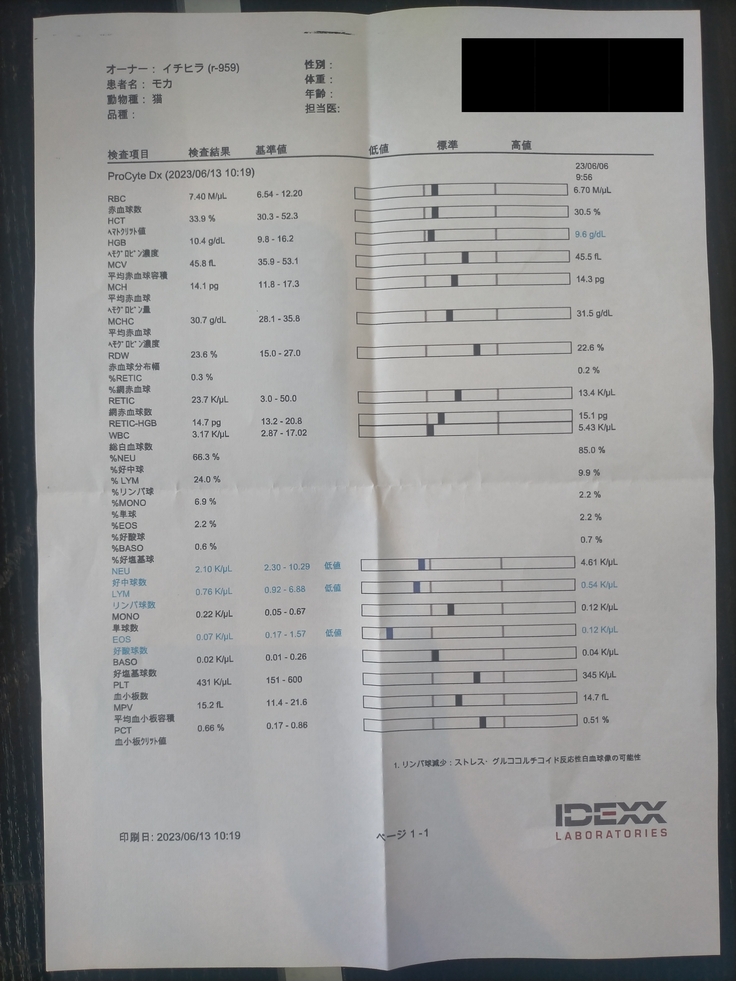 オーナー： イチヒラ (r-959)
患者名： モカ
動物種： 猫
品種：
性別：
体重：
年齢：
担当医:
検査項目 検査結果 基準値 低値 標準 高値
ProCyte Dx (2023/06/13 10:19) 23/06/06
9:56
RBC 7.40 M/µL 6.54 - 12.20 6.70 M/µL
赤血球数
HCT 33.9 % 30.3 - 52.3 30.5 %
ﾍﾏﾄｸﾘｯﾄ値
HGB 10.4 g/dL 9.8 - 16.2 9.6 g/dL
ﾍﾓｸﾞﾛﾋﾞﾝ濃度
MCV 45.8 fL 35.9 - 53.1 45.5 fL
平均赤血球容積
MCH 14.1 pg 11.8 - 17.3 14.3 pg
平均赤血球
ﾍﾓｸﾞﾛﾋﾞﾝ量
MCHC 30.7 g/dL 28.1 - 35.8 31.5 g/dL
平均赤血球
ﾍﾓｸﾞﾛﾋﾞﾝ濃度
RDW 23.6 % 15.0 - 27.0 22.6 %
赤血球分布幅
%RETIC 0.3 % 0.2 %
%網赤血球
RETIC 23.7 K/µL 3.0 - 50.0 13.4 K/µL
網赤血球数
RETIC-HGB 14.7 pg 13.2 - 20.8 15.1 pg
WBC 3.17 K/µL 2.87 - 17.02 5.43 K/µL
総白血球数
%NEU 66.3 % 85.0 %
%好中球
% LYM 24.0 % 9.9 %
%リンパ球
%MONO 6.9 % 2.2 %
%単球
%EOS 2.2 % 2.2 %
%好酸球
%BASO 0.6 % 0.7 %
%好塩基球
NEU 2.10 K/µL 2.30 - 10.29 低値 4.61 K/µL
好中球数
LYM 0.76 K/µL 0.92 - 6.88 低値 0.54 K/µL
リンパ球数
MONO 0.22 K/µL 0.05 - 0.67 0.12 K/µL
単球数
EOS 0.07 K/µL 0.17 - 1.57 低値 0.12 K/µL
好酸球数
BASO 0.02 K/µL 0.01 - 0.26 0.04 K/µL
好塩基球数
PLT 431 K/µL 151 - 600 345 K/µL
血小板数
MPV 15.2 fL 11.4 - 21.6 14.7 fL
平均血小板容積
PCT 0.66 % 0.17 - 0.86 0.51 %
血小板ｸﾘｯﾄ値
1. リンパ球減少：ストレス・グルココルチコイド反応性白血球像の可能性
IDEXX
LABORATORIES
印刷日: 2023/06/13 10:19 ページ 1 -1